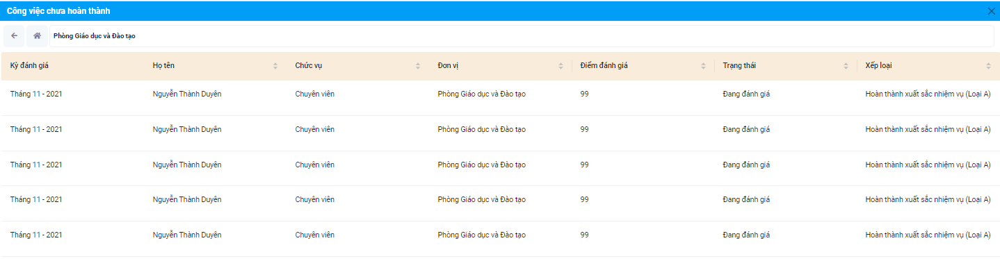 Công việc chưa hoàn thành
Phòng Giáo dục và Đào tạo
Kỳ đánh giá Họ tên Chức vụ Đơn vị Điểm đánh giá Trạng thái Xếp loại
Tháng 11 - 2021 Nguyễn Thành Duyên Chuyên viên Phòng Giáo dục và Đào tạo 99 Đang đánh giá Hoàn thành xuất sắc nhiệm vụ (Loại A)
Tháng 11 - 2021 Nguyễn Thành Duyên Chuyên viên Phòng Giáo dục và Đào tạo 99 Đang đánh giá Hoàn thành xuất sắc nhiệm vụ (Loại A)
Tháng 11 - 2021 Nguyễn Thành Duyên Chuyên viên Phòng Giáo dục và Đào tạo 99 Đang đánh giá Hoàn thành xuất sắc nhiệm vụ (Loại A)
Tháng 11 - 2021 Nguyễn Thành Duyên Chuyên viên Phòng Giáo dục và Đào tạo 99 Đang đánh giá Hoàn thành xuất sắc nhiệm vụ (Loại A)
Tháng 11 - 2021 Nguyễn Thành Duyên Chuyên viên Phòng Giáo dục và Đào tạo 99 Đang đánh giá Hoàn thành xuất sắc nhiệm vụ (Loại A)